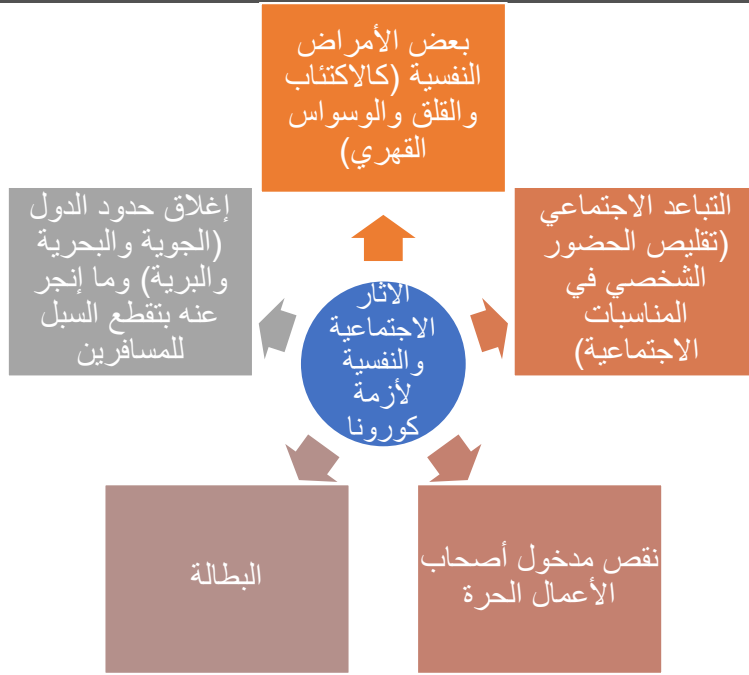 بعض الأمراض
النفسية (كالاكتئاب
والقلق والوسواس
القهري)
التباعد الاجتماعي
(تقليص الحضور
الشخصي في
المناسبات
الاجتماعية)
إغلاق حدود الدول
(الجوية والبحرية
والبرية) وما إنجر
عنه بتقطع السبل
للمسافرين
الآثار
الاجتماعية
والنفسية
لأزمة
كورونا
نقص مدخول أصحاب
الأعمال الحرة
البطالة